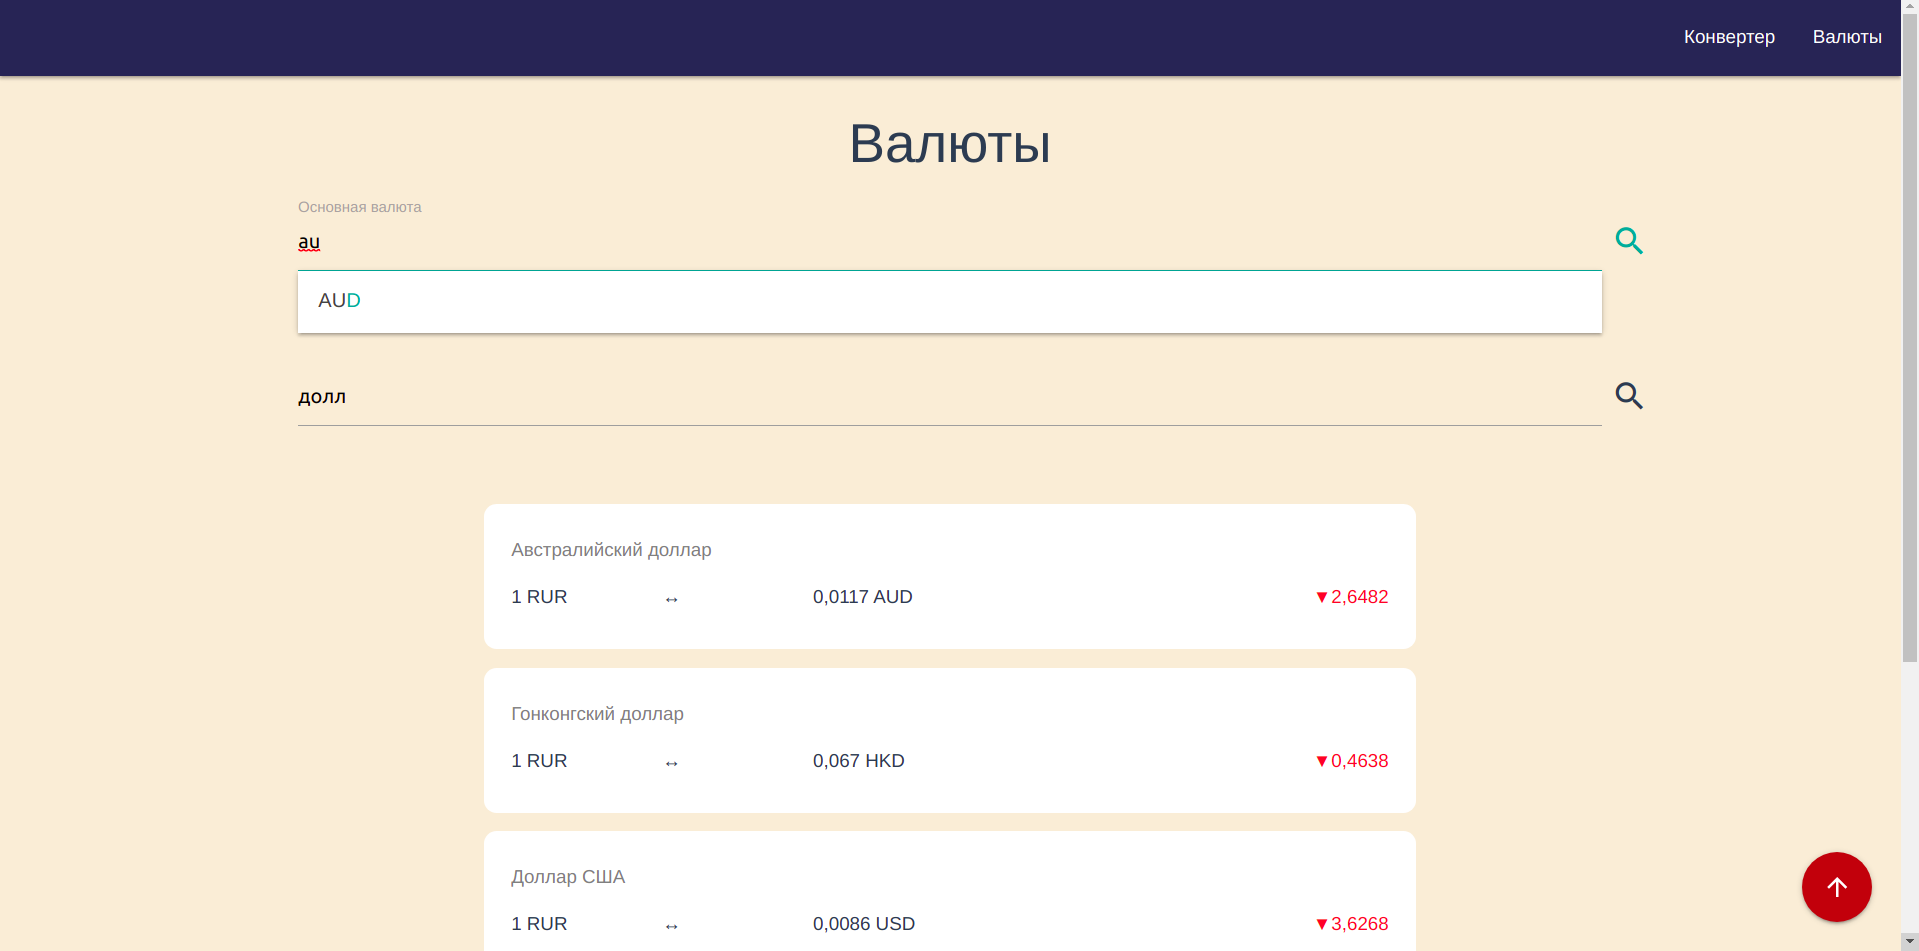 Конвертер Валюты
Валюты
Основная валюта
au
AUD
долл
Австралийский доллар
1 RUR ↔ 0,0117 AUD ▼2,6482
Гонконгский доллар
1 RUR ↔ 0,067 HKD ▼0,4638
Доллар США
1 RUR ↔ 0,0086 USD ▼3,6268